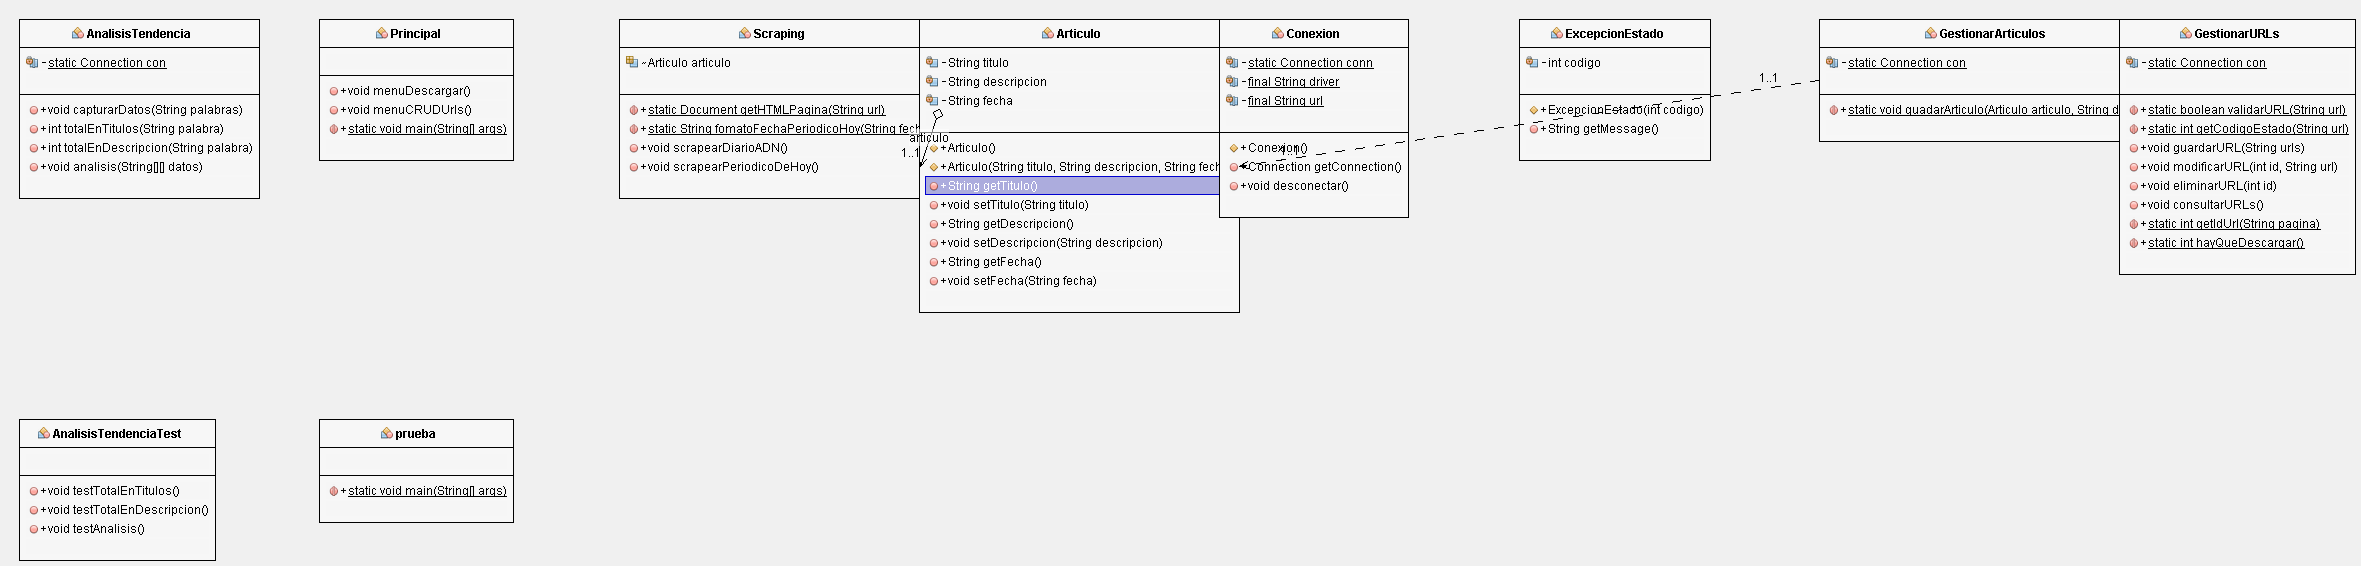 AnalisisTendencia
- static Connection con
+void capturarDatos(String palabras)
+int totalEnTitulos(String palabra)
+int totalEnDescripcion(String palabra)
+void analisis(String[][] datos)
Principal
+void menuDescargar()
+void menuCRUDUrls()
+static void main(String[] args)
Scraping
~Articulo articulo
+static Document getHTMLPagina(String url)
+static String fomatoFechaPeriodicoHoy(String fech
+void scrapearDiarioADN()
+void scrapearPeriodicoDeHoy()
Articulo
-String titulo
-String descripcion
-String fecha
articulo
1..1
+Articulo()
+Articulo(String titulo, String descripcion, String fech
+String getTitulo()
+void setTitulo(String titulo)
+String getDescripcion()
+void setDescripcion(String descripcion)
+String getFecha()
+void setFecha(String fecha)
Conexion
-static Connection conn
-final String driver
-final String url
+Conexion()
1..1
+Connection getConnection()
+void desconectar()
ExcepcionEstado
-int codigo
+ExcepcionEstado(int codigo)
+String getMessage()
1..1
GestionarArticulos
-static Connection con
+static void guadarArticulo(Articulo articulo, String d
GestionarURLs
-static Connection con
+static boolean validarURL(String url)
+static int getCodigoEstado(String url)
+void guardarURL(String urls)
+void modificarURL(int id, String url)
+void eliminarURL(int id)
+void consultarURLs()
+static int getIdUrl(String pagina)
+static int hayQueDescargar()
AnalisisTendenciaTest
+void testTotalEnTitulos()
+void testTotalEnDescripcion()
+void testAnalisis()
prueba
+static void main(String[] args)